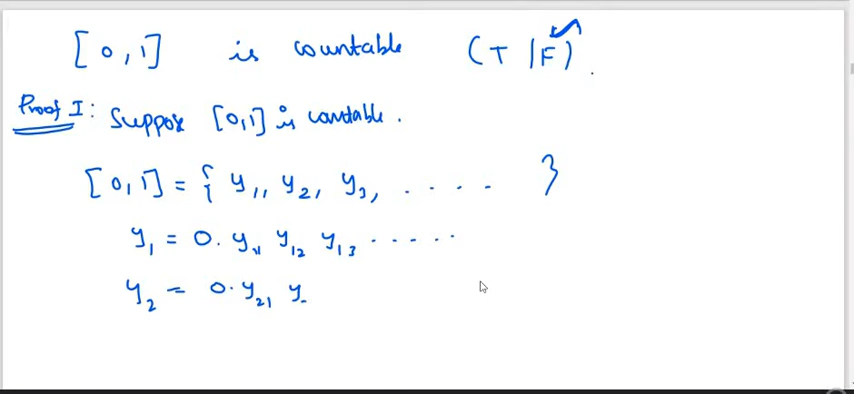 [0,1] is countable (T/F).
Proof I: Suppose [0,1] is countable.
[0,1] = { y₁, y₂, y₃, ..... }
y₁ = 0. y₁₁ y₁₂ y₁₃ .....
y₂ = 0. y₂₁ y